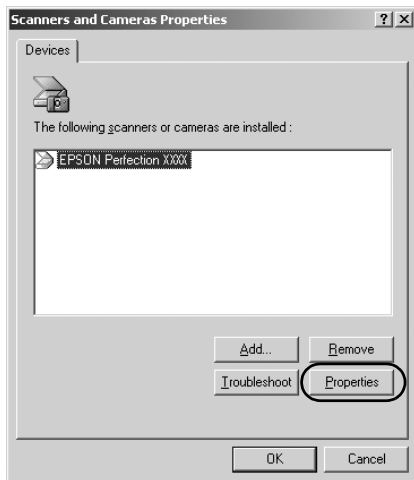 Scanners and Cameras Properties
Devices
The following scanners or cameras are installed :
EPSON Perfection XXXX
Add... Remove
Troubleshoot Properties
OK Cancel